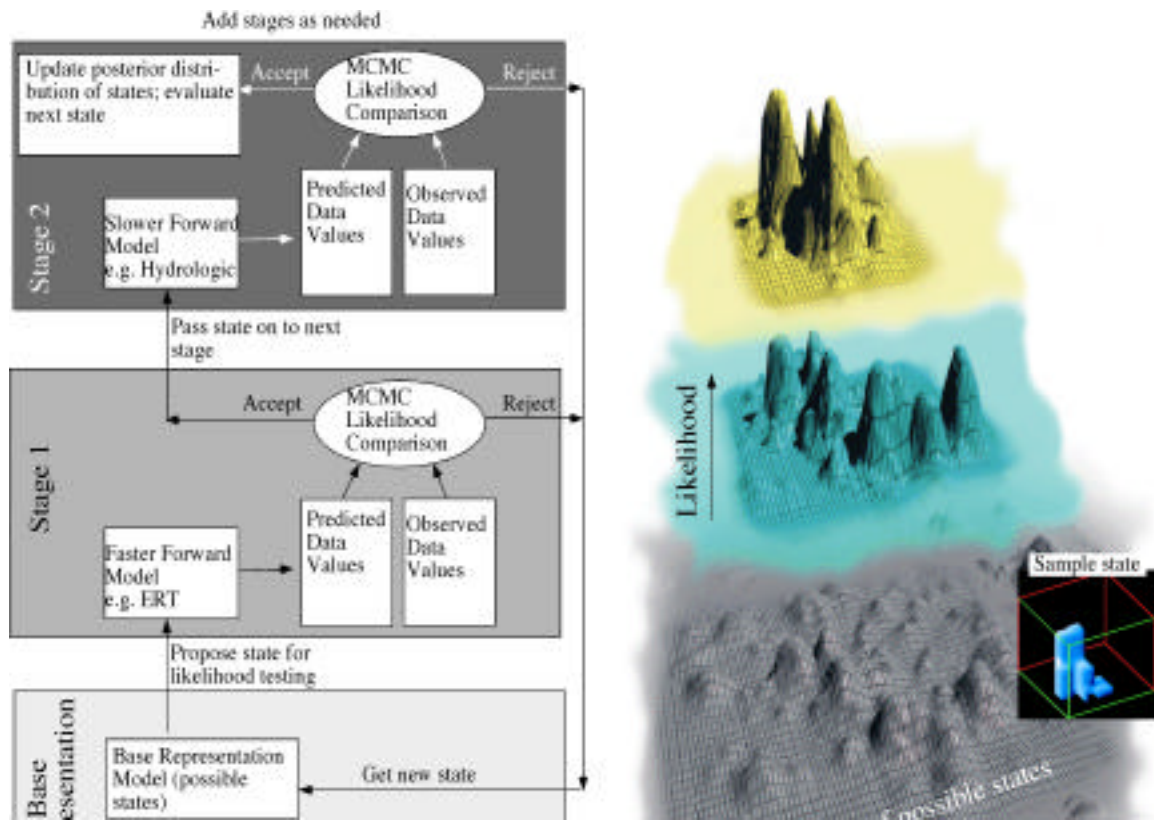 Add stages as needed
Stage 2
Update posterior distri-
bution of states; evaluate
next state
Accept
MCMC
Likelihood
Comparison
Reject
Slower Forward
Model
e.g. Hydrologic
Predicted
Data
Values
Observed
Data
Values
Pass state on to next
stage
Stage 1
Accept
MCMC
Likelihood
Comparison
Reject
Faster Forward
Model
e.g. ERT
Predicted
Data
Values
Observed
Data
Values
Propose state for
likelihood testing
Base
esentation
Base Representation
Model (possible
states)
Get new state
Likelihood
Sample state
possible states